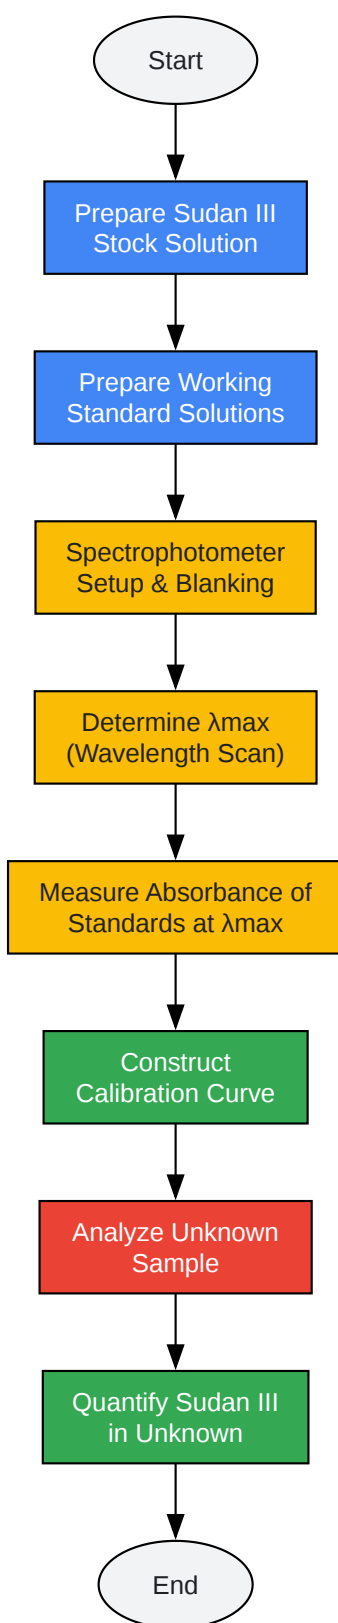 Start
Prepare Sudan III
Stock Solution
Prepare Working
Standard Solutions
Spectrophotometer
Setup & Blanking
Determine λmax
(Wavelength Scan)
Measure Absorbance of
Standards at λmax
Construct
Calibration Curve
Analyze Unknown
Sample
Quantify Sudan III
in Unknown
End